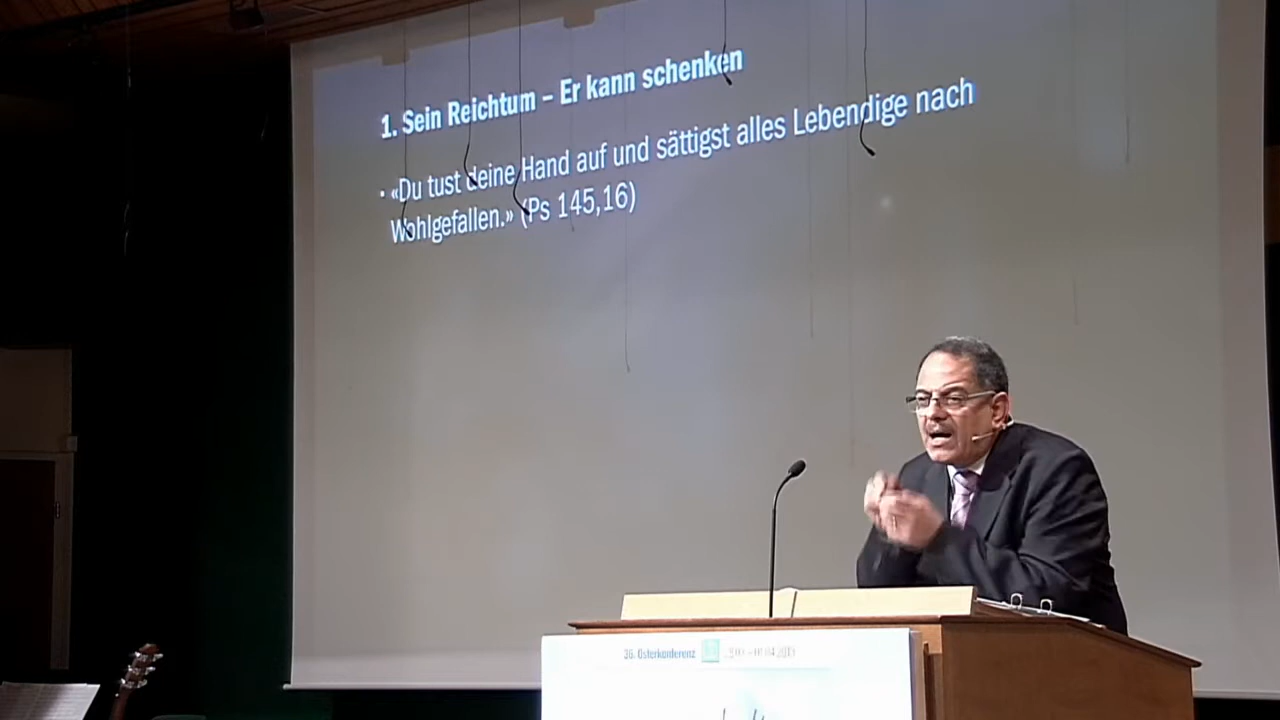 1. Sein Reichtum – Er kann schenken
· «Du tust deine Hand auf und sättigst alles Lebendige nach
Wohlgefallen.» (Ps 145,16)
38. Osterkonferenz